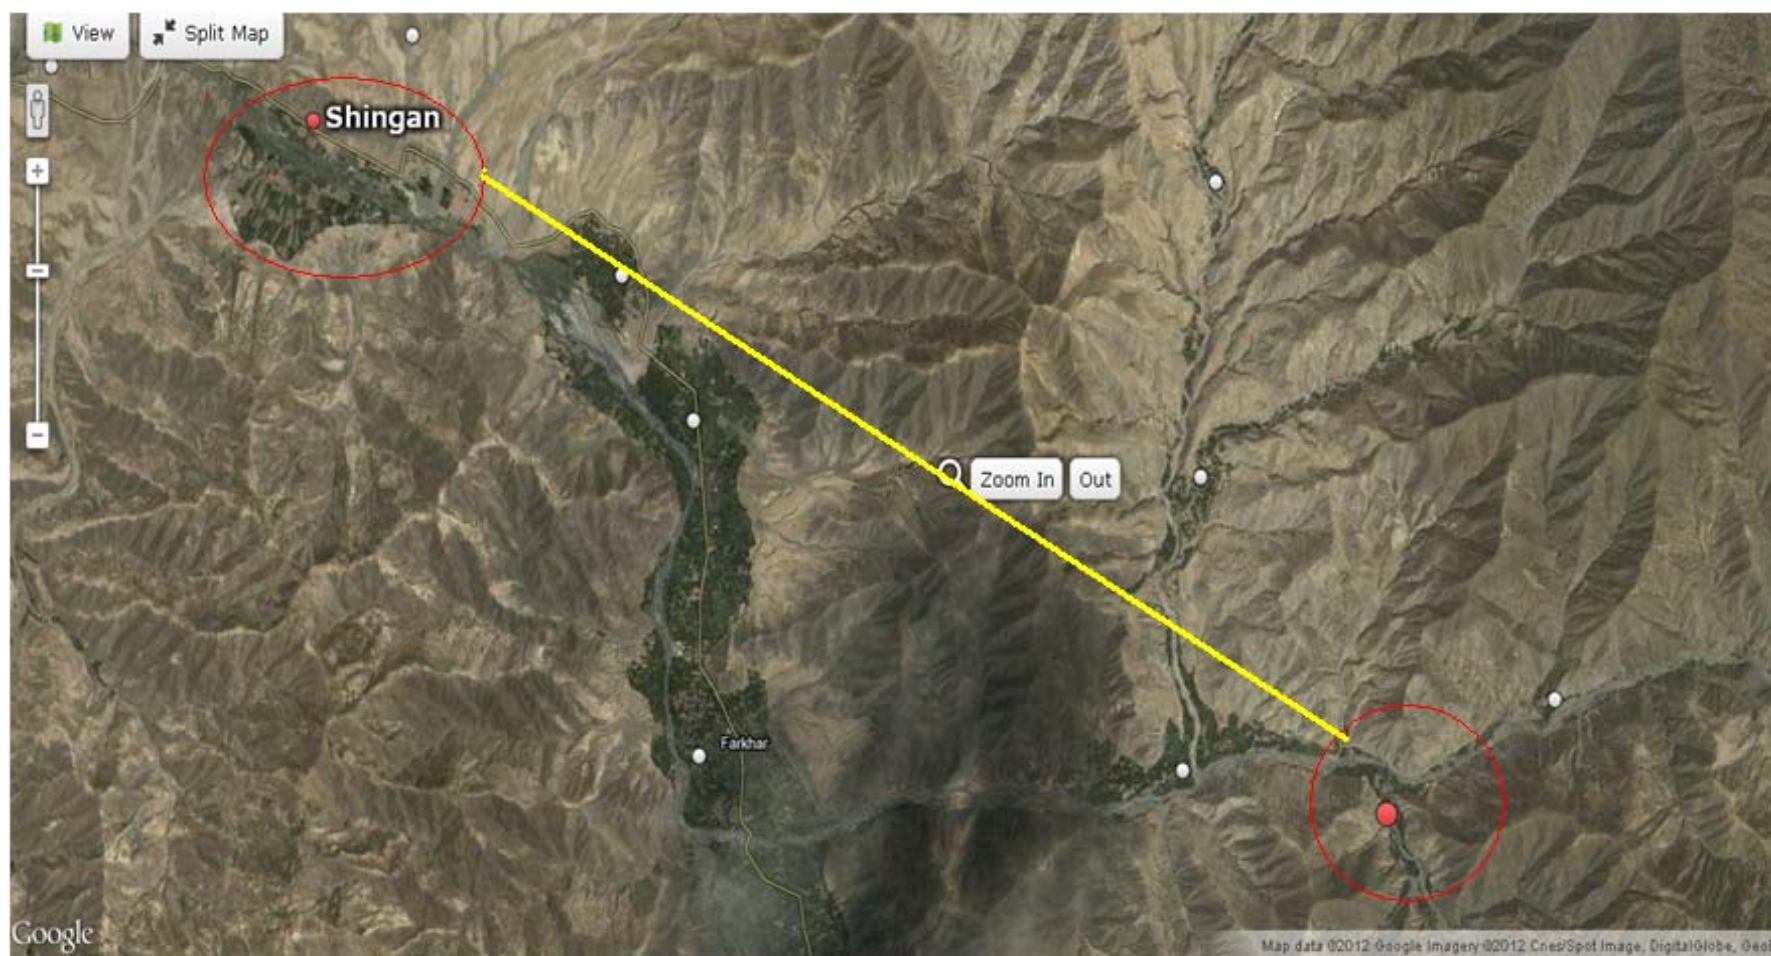 View
Split Map
Shingan
Zoom In
Out
Farkhar
Google
Map data ©2012 Google Imagery ©2012 Cnes/Spot Image, DigitalGlobe, GeoE